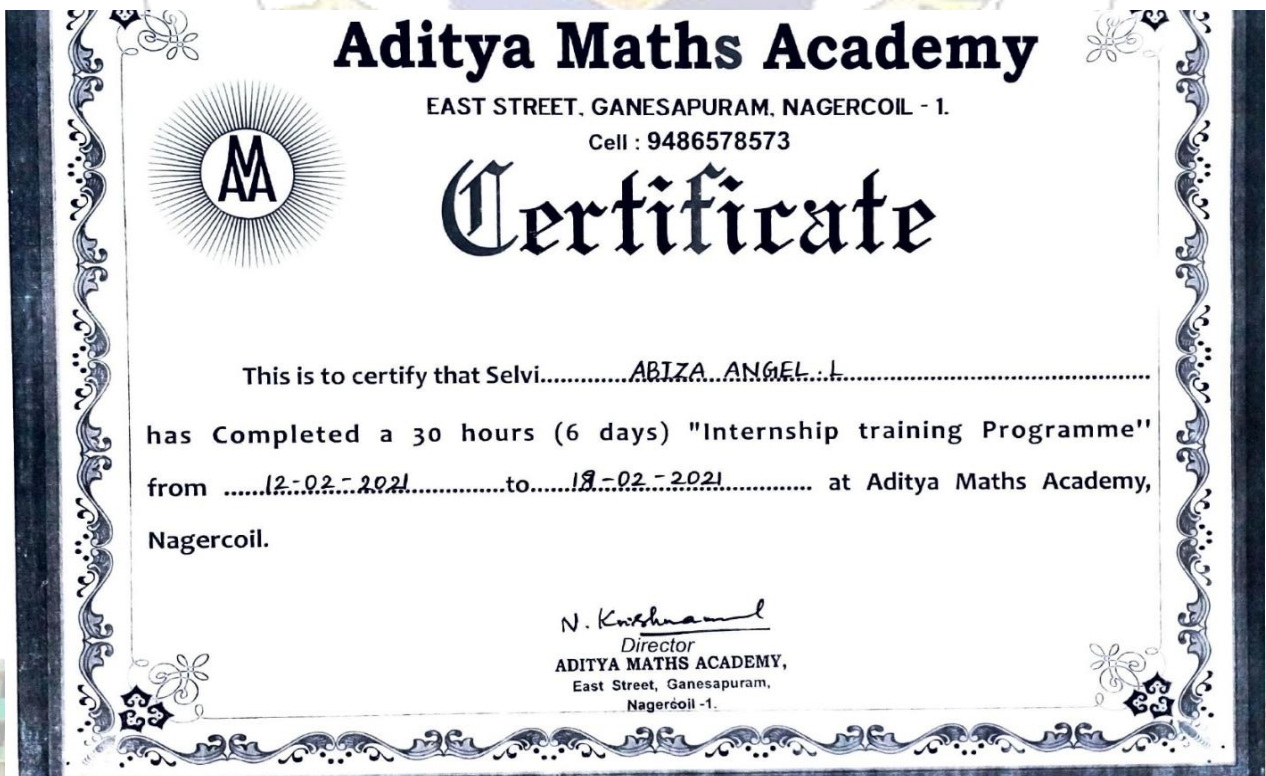 Aditya Maths Academy
EAST STREET, GANESAPURAM, NAGERCOIL - 1.
Cell : 9486578573
MAA
Certificate
This is to certify that Selvi............ABIZA ANGEL . L............
has Completed a 30 hours (6 days) "Internship training Programme"
from ......12-02-2021............to......18-02-2021............ at Aditya Maths Academy,
Nagercoil.
N. Krishnamal
Director
ADITYA MATHS ACADEMY,
East Street, Ganesapuram,
Nagercoil -1.